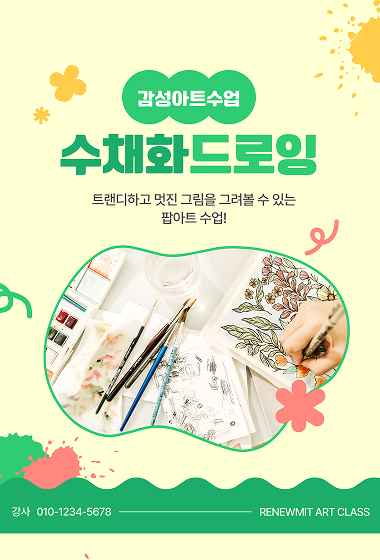 감성아트수업
수채화드로잉
트랜디하고 멋진 그림을 그려볼 수 있는
팝아트 수업!
강사 010-1234-5678
RENEWMIT ART CLASS